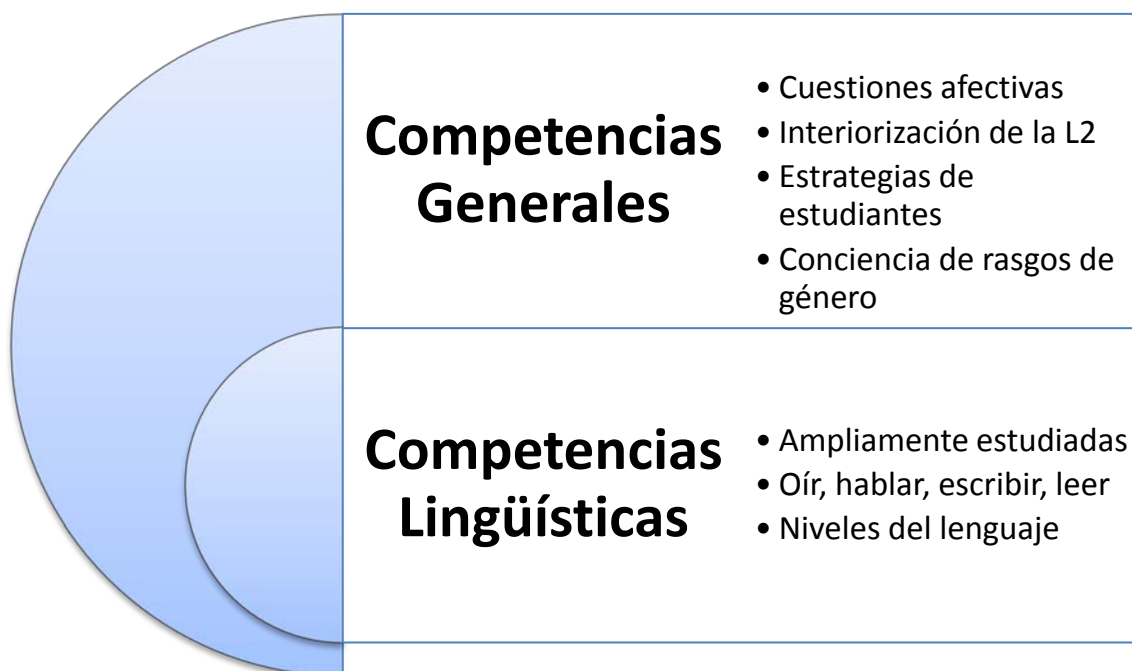 Competencias
Generales
• Cuestiones afectivas
• Interiorización de la L2
• Estrategias de
estudiantes
• Conciencia de rasgos de
género
Competencias
Lingüísticas
• Ampliamente estudiadas
• Oír, hablar, escribir, leer
• Niveles del lenguaje